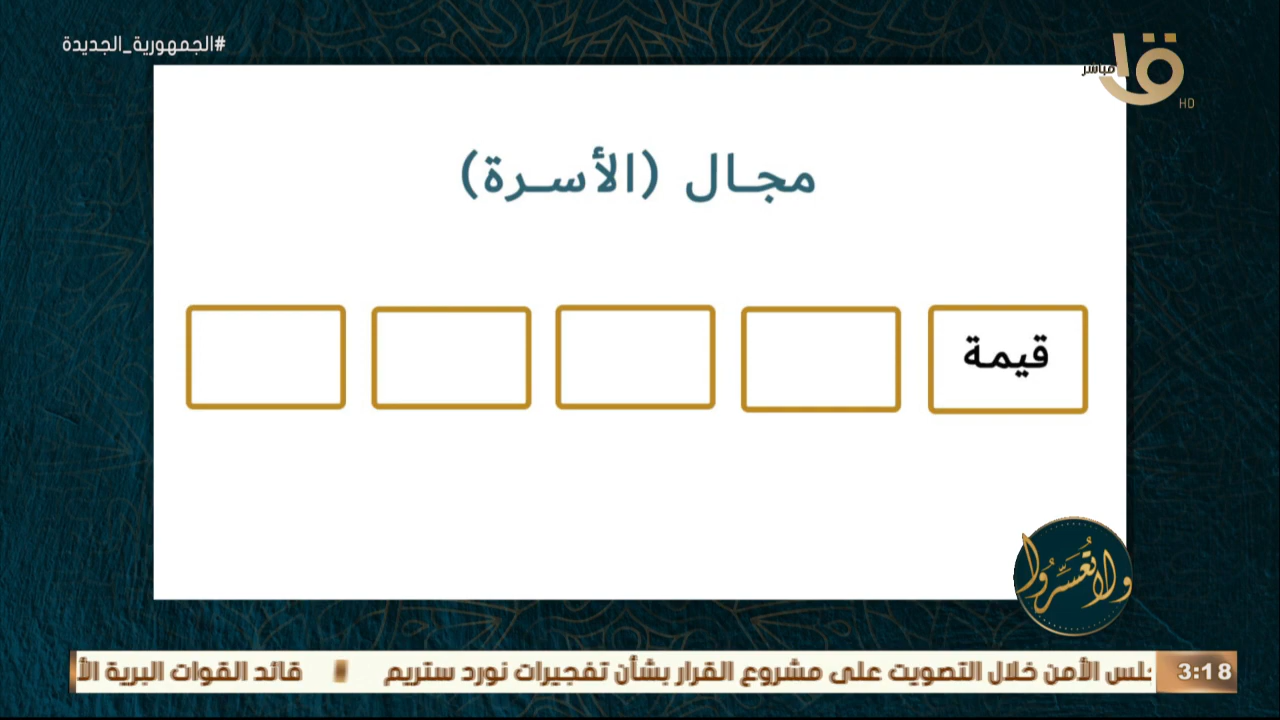 #الجمهورية_الجديدة
مباشر
HD
مجال (الأسرة)
قيمة
ولا تُعَسِّرُوا
3:18
خلال التصويت على مشروع القرار بشأن تفجيرات نورد ستريم
الأمن
قائد القوات البرية